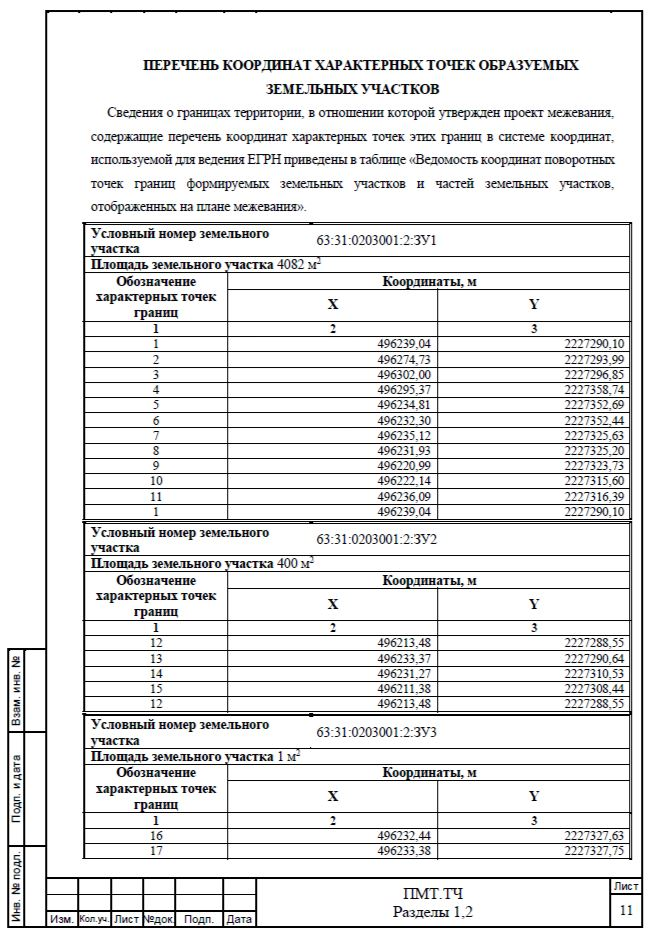 ПЕРЕЧЕНЬ КООРДИНАТ ХАРАКТЕРНЫХ ТОЧЕК ОБРАЗУЕМЫХ
ЗЕМЕЛЬНЫХ УЧАСТКОВ
Сведения о границах территории, в отношении которой утвержден проект межевания,
содержащие перечень координат характерных точек этих границ в системе координат,
используемой для ведения ЕГРН приведены в таблице «Ведомость координат поворотных
точек границ формируемых земельных участков и частей земельных участков,
отображенных на плане межевания».
Условный номер земельного
участка 63:31:0203001:2:ЗУ1
Площадь земельного участка 4082 м²
Обозначение
характерных точек
границ
Координаты, м
X Y
1 2 3
1 496239,04 2227290,10
2 496274,73 2227293,99
3 496302,00 2227296,85
4 496295,37 2227358,74
5 496234,81 2227352,69
6 496232,30 2227352,44
7 496235,12 2227325,63
8 496231,93 2227325,20
9 496220,99 2227323,73
10 496222,14 2227315,60
11 496236,09 2227316,39
1 496239,04 2227290,10
Условный номер земельного
участка 63:31:0203001:2:ЗУ2
Площадь земельного участка 400 м²
Обозначение
характерных точек
границ
Координаты, м
X Y
1 2 3
12 496213,48 2227288,55
13 496233,37 2227290,64
14 496231,27 2227310,53
15 496211,38 2227308,44
12 496213,48 2227288,55
Условный номер земельного
участка 63:31:0203001:2:ЗУ3
Площадь земельного участка 1 м²
Обозначение
характерных точек
границ
Координаты, м
X Y
1 2 3
16 496232,44 2227327,63
17 496233,38 2227327,75
Взам. инв. №
Подп. и дата
Инв. № подл.
Изм. Кол.уч. Лист №док Подп. Дата
ПМТ.ТЧ
Разделы 1,2
Лист
11